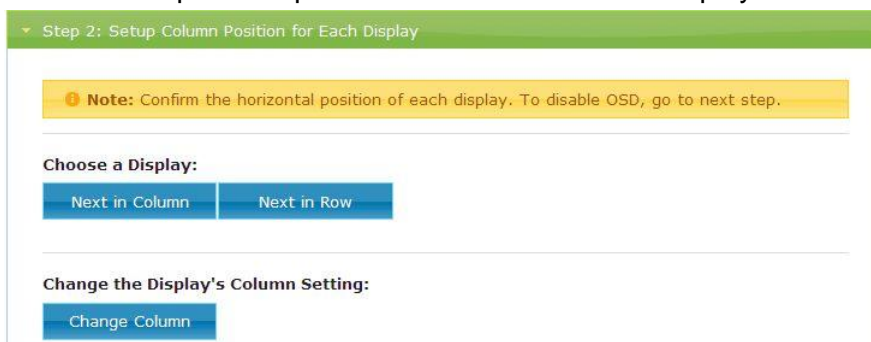 Step 2: Setup Column Position for Each Display
Note: Confirm the horizontal position of each display. To disable OSD, go to next step.
Choose a Display:
Next in Column
Next in Row
Change the Display's Column Setting:
Change Column